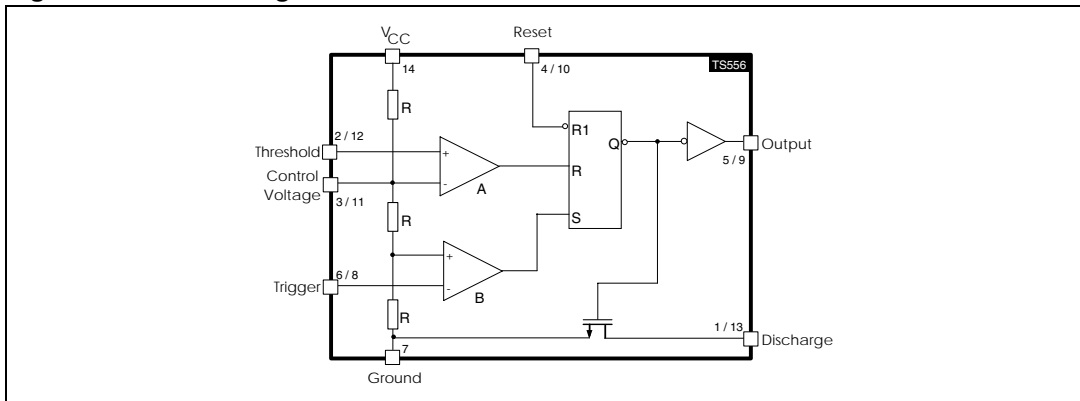 VCC
Reset
14
4 / 10
TS556
R
2 / 12
R1
Threshold
+
Q
Output
Control
Voltage
-
A
R
5 / 9
3 / 11
R
S
+
6 / 8
Trigger
-
B
R
1 / 13
Discharge
7
Ground